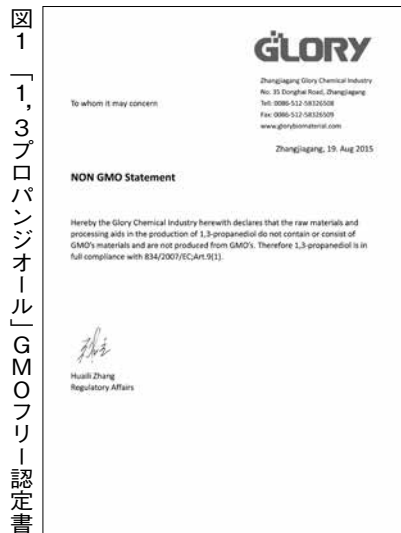 図1 「1,3プロパンジオール」GMOフリー認定書
GLORY
Zhangjiagang Glory Chemical Industry
No. 35 Donghai Road, Zhangjiagang
Tell: 0086-512-58326508
Fax: 0086-512-58326509
www.glorybiomaterial.com
To whom it may concern
Zhangjiagang, 19. Aug 2015
NON GMO Statement
Hereby the Glory Chemical Industry herewith declares that the raw materials and
processing aids in the production of 1,3-propanediol do not contain or consist of
GMO's materials and are not produced from GMO's. Therefore 1,3-propanediol is in
full compliance with 834/2007/EC;Art.9(1).
Huaili Zhang
Regulatory Affairs